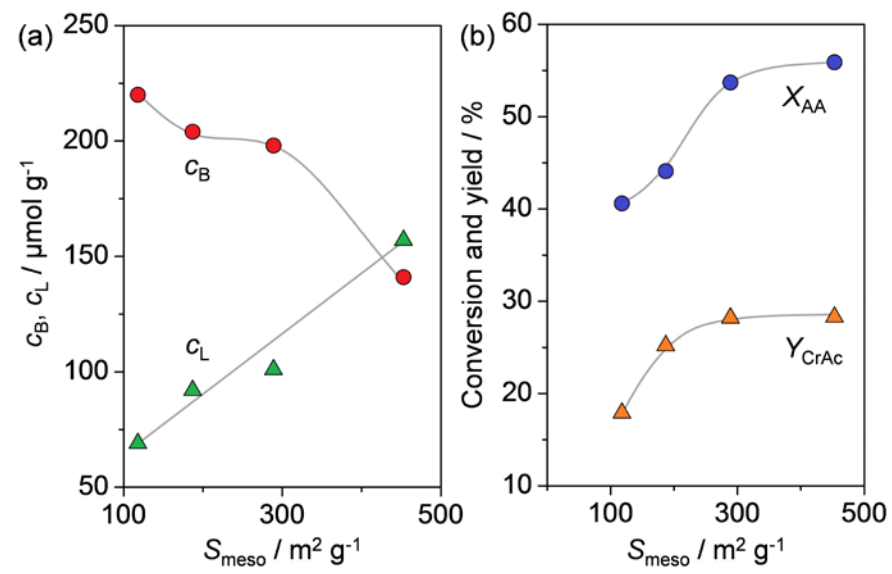 (a)
250
200
150
100
50
c_B, c_L / μmol g⁻¹
c_B
c_L
100 300 500
S_meso / m² g⁻¹
(b)
60
50
40
30
20
10
Conversion and yield / %
X_AA
Y_CrAc
100 300 500
S_meso / m² g⁻¹